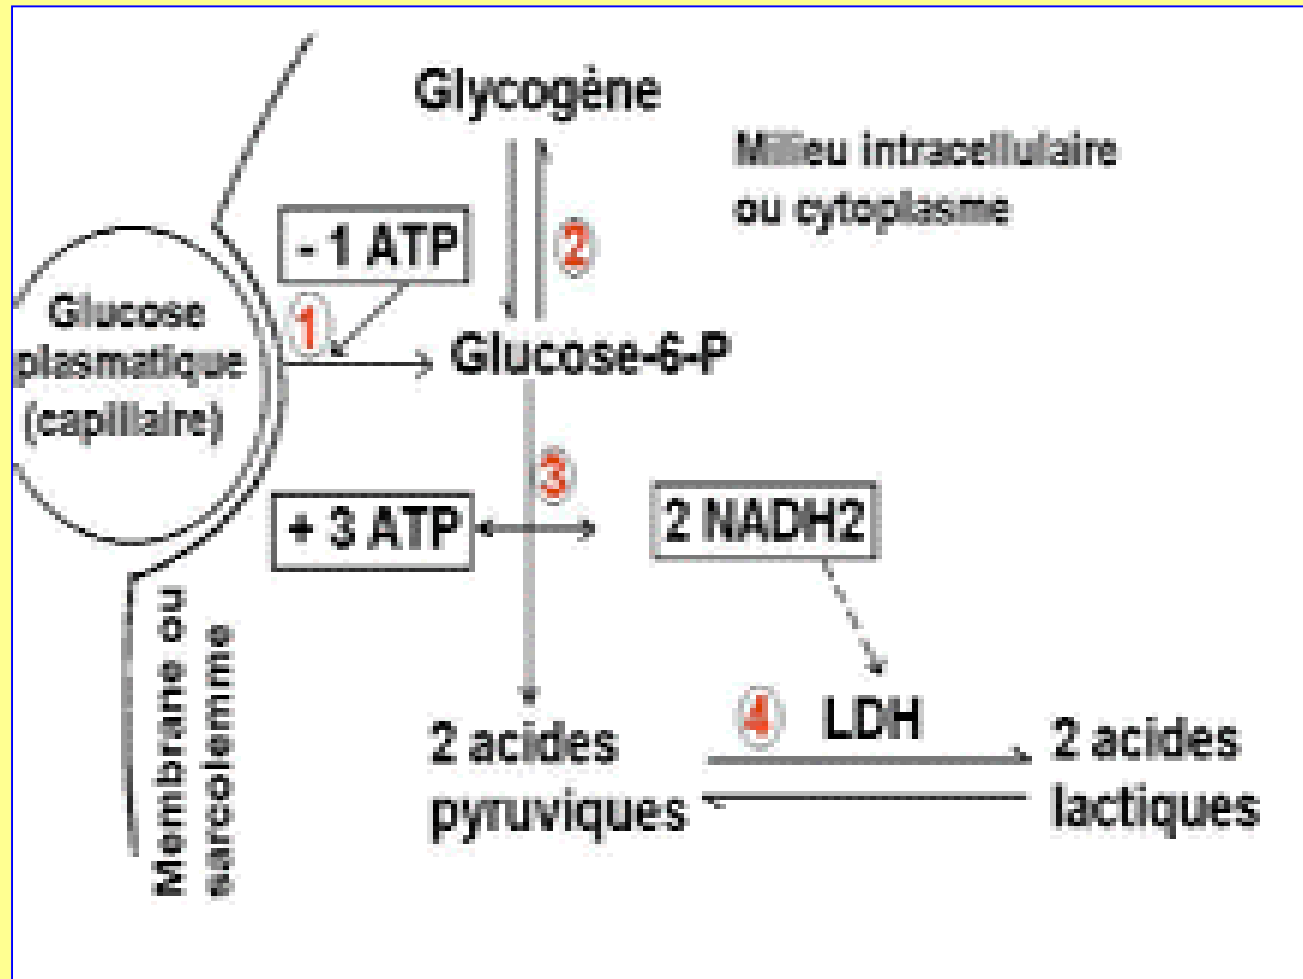 Glycogène
Milieu intracellulaire
ou cytoplasme
- 1 ATP
2
Glucose
plasmatique
(capillaire)
1
Glucose-6-P
3
+ 3 ATP
2 NADH2
Membrane ou
sarcolemme
4
LDH
2 acides
pyruviques
2 acides
lactiques